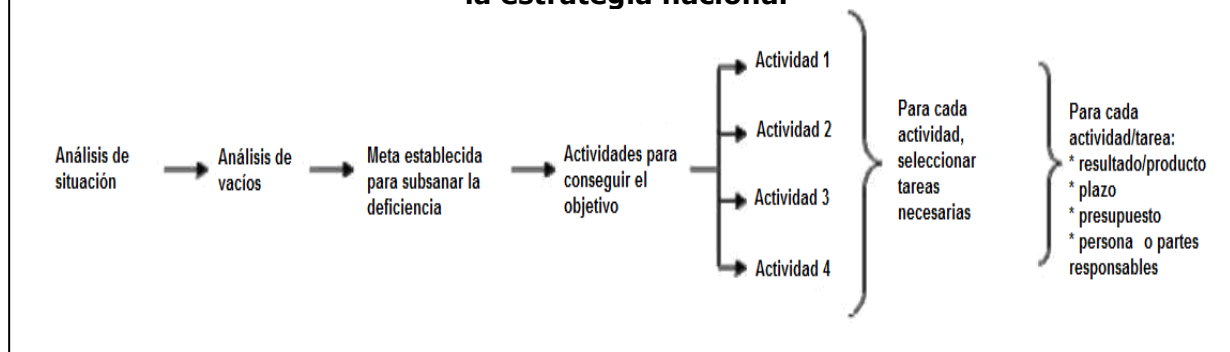 la estrategia nacional
Análisis de
situación
Análisis de
vacíos
Meta establecida
para subsanar la
deficiencia
Actividades para
conseguir el
objetivo
Actividad 1
Actividad 2
Actividad 3
Actividad 4
Para cada
actividad,
seleccionar
tareas
necesarias
Para cada
actividad/tarea:
* resultado/producto
* plazo
* presupuesto
* persona o partes
responsables